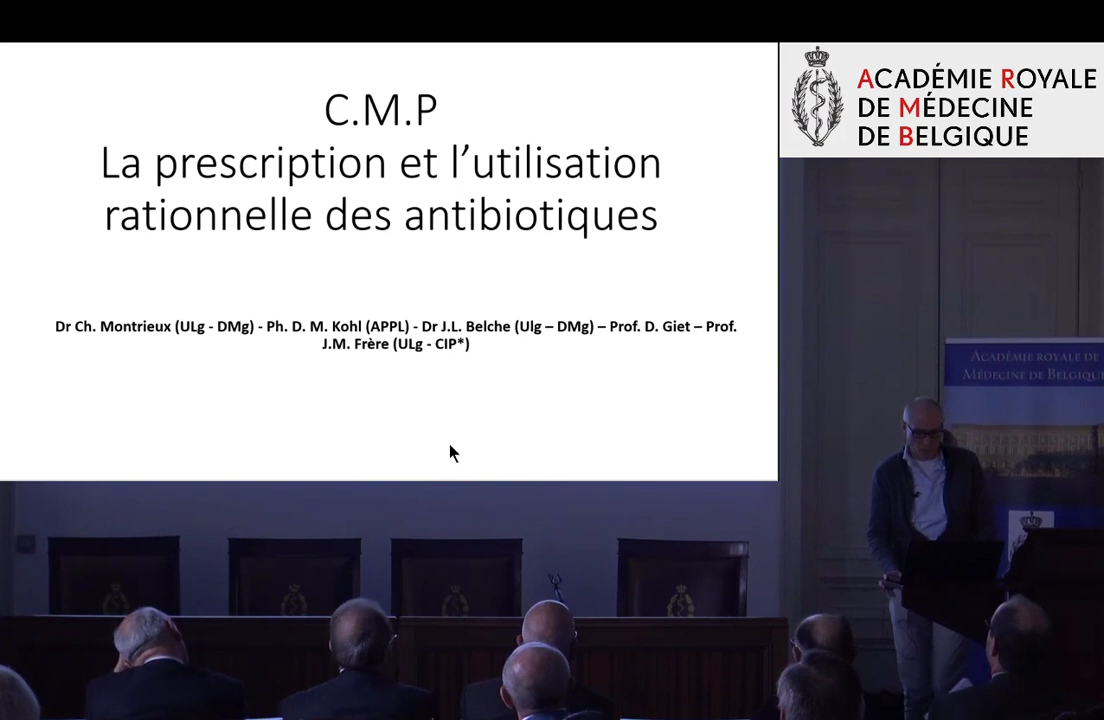 C.M.P
La prescription et l’utilisation
rationnelle des antibiotiques
Dr Ch. Montrieux (ULg - DMg) - Ph. D. M. Kohl (APPL) - Dr J.L. Belche (Ulg – DMg) – Prof. D. Giet – Prof.
J.M. Frère (ULg - CIP*)
ACADÉMIE ROYALE
DE MÉDECINE
DE BELGIQUE
ACADÉMIE ROYALE DE
MÉDECINE DE BELGIQUE